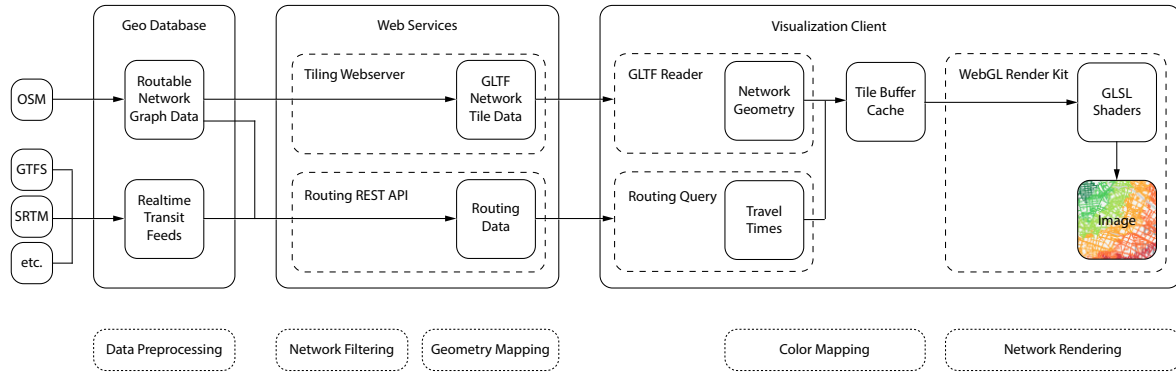 Geo Database
Web Services
Visualization Client
OSM
GTFS
SRTM
etc.
Routable
Network
Graph Data
Realtime
Transit
Feeds
Tiling Webserver
GLTF
Network
Tile Data
Routing REST API
Routing
Data
GLTF Reader
Network
Geometry
Routing Query
Travel
Times
Tile Buffer
Cache
WebGL Render Kit
GLSL
Shaders
Image
Data Preprocessing
Network Filtering
Geometry Mapping
Color Mapping
Network Rendering